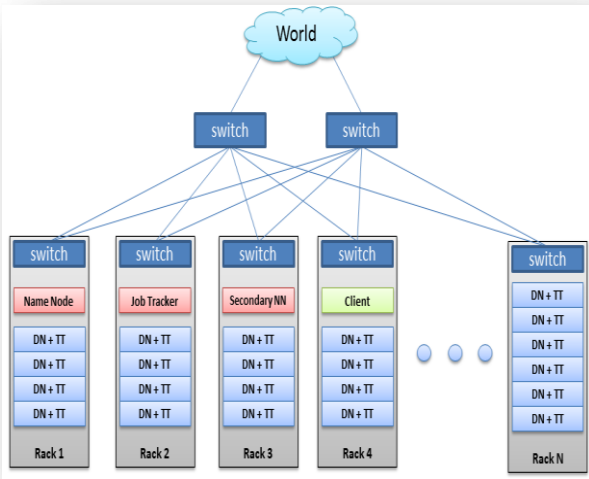 World
switch
switch
switch
Name Node
DN + TT
DN + TT
DN + TT
DN + TT
Rack 1
switch
Job Tracker
DN + TT
DN + TT
DN + TT
DN + TT
Rack 2
switch
Secondary NN
DN + TT
DN + TT
DN + TT
DN + TT
Rack 3
switch
Client
DN + TT
DN + TT
DN + TT
DN + TT
Rack 4
switch
DN + TT
DN + TT
DN + TT
DN + TT
DN + TT
DN + TT
Rack N